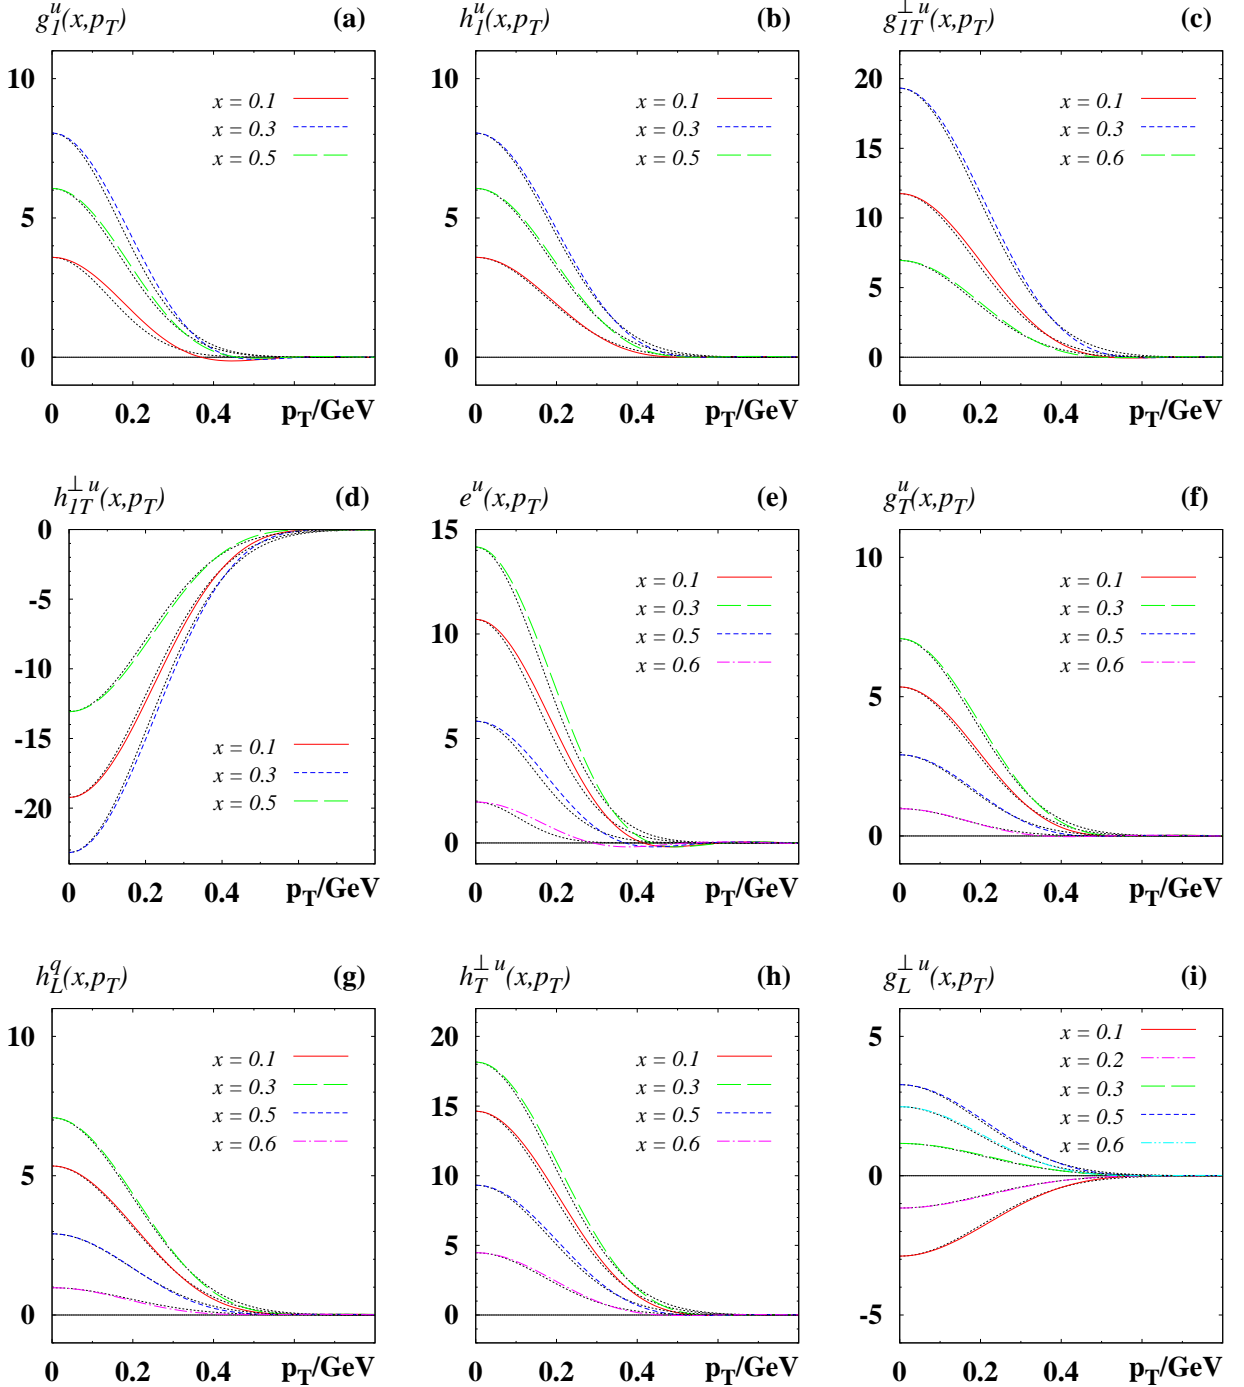 g_1^u(x,p_T) (a)
10
5
0
x = 0.1
x = 0.3
x = 0.5
0 0.2 0.4 p_T/GeV
h_1^u(x,p_T) (b)
10
5
0
x = 0.1
x = 0.3
x = 0.5
0 0.2 0.4 p_T/GeV
g_{1T}^{⊥ u}(x,p_T) (c)
20
15
10
5
0
x = 0.1
x = 0.3
x = 0.6
0 0.2 0.4 p_T/GeV
h_{1T}^{⊥ u}(x,p_T) (d)
0
-5
-10
-15
-20
x = 0.1
x = 0.3
x = 0.5
0 0.2 0.4 p_T/GeV
e^u(x,p_T) (e)
15
10
5
0
x = 0.1
x = 0.3
x = 0.5
x = 0.6
0 0.2 0.4 p_T/GeV
g_T^u(x,p_T) (f)
10
5
0
x = 0.1
x = 0.3
x = 0.5
x = 0.6
0 0.2 0.4 p_T/GeV
h_L^q(x,p_T) (g)
10
5
0
x = 0.1
x = 0.3
x = 0.5
x = 0.6
0 0.2 0.4 p_T/GeV
h_T^{⊥ u}(x,p_T) (h)
20
15
10
5
0
x = 0.1
x = 0.3
x = 0.5
x = 0.6
0 0.2 0.4 p_T/GeV
g_L^{⊥ u}(x,p_T) (i)
5
0
-5
x = 0.1
x = 0.2
x = 0.3
x = 0.5
x = 0.6
0 0.2 0.4 p_T/GeV